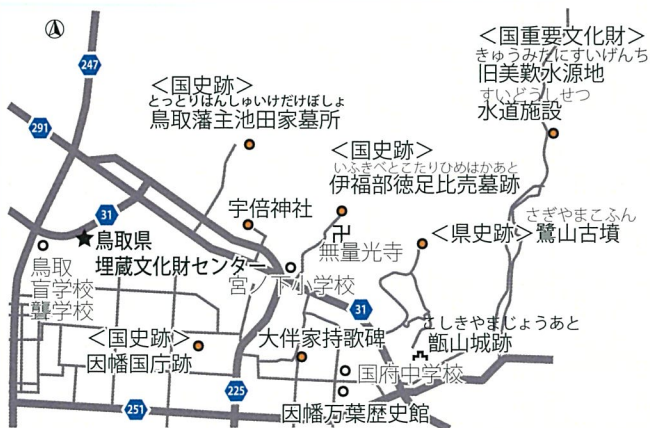 247
＜国重要文化財＞
きゅうみたにすいげんち
旧美歎水源地
すいどうしせつ
水道施設
＜国史跡＞
とっとりはんしゅいけだけぼしょ
鳥取藩主池田家墓所
291
＜国史跡＞
いふきべとこたりひめはかあと
伊福部徳足比売墓跡
31
宇倍神社
さぎやまこふん
＜県史跡＞鷺山古墳
★鳥取県
埋蔵文化財センター
卍
無量光寺
鳥取
盲学校
聾学校
宮ノ下小学校
31
こしきやまじょうあと
甑山城跡
＜国史跡＞
因幡国庁跡
大伴家持歌碑
国府中学校
225
251
因幡万葉歴史館